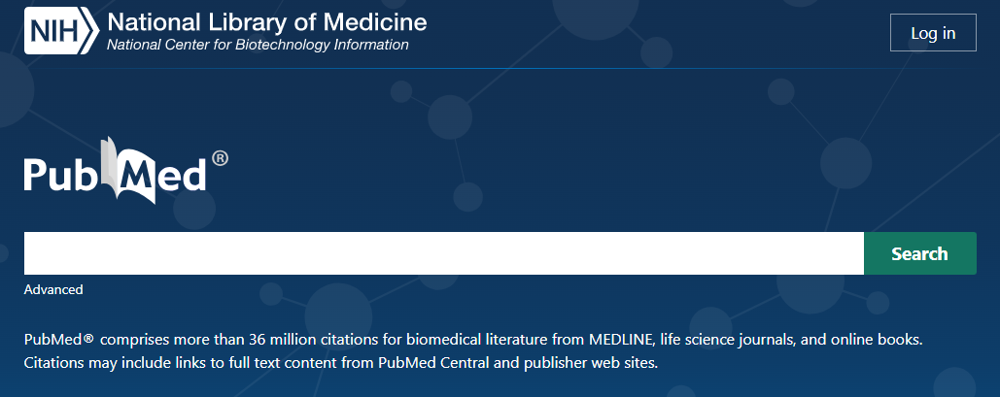 NIH National Library of Medicine
National Center for Biotechnology Information
Log in
PubMed®
Search
Advanced
PubMed® comprises more than 36 million citations for biomedical literature from MEDLINE, life science journals, and online books.
Citations may include links to full text content from PubMed Central and publisher web sites.